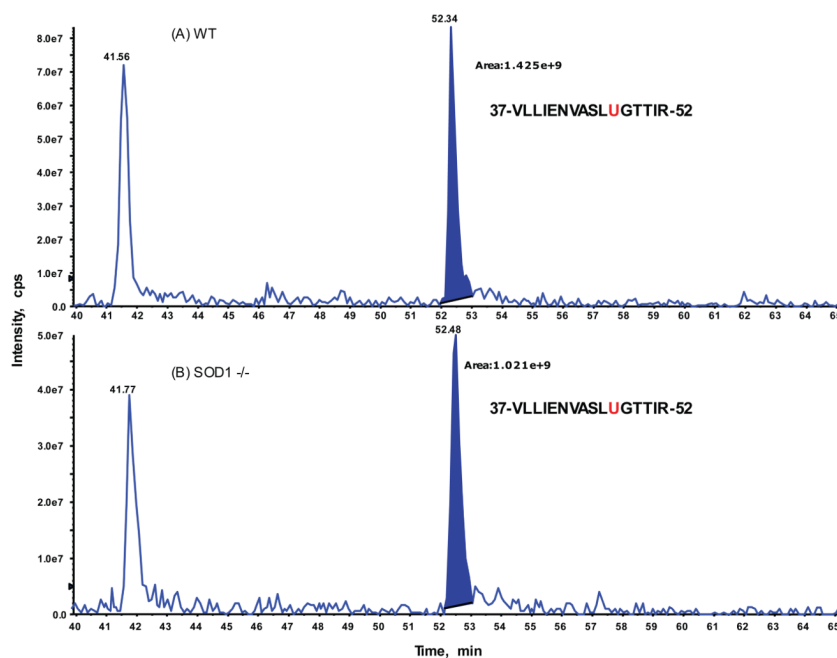 (A) WT
52.34
8.0e7
41.56
Area:1.425e+9
7.0e7
37-VLLIENVASLUGTTIR-52
6.0e7
5.0e7
4.0e7
3.0e7
2.0e7
1.0e7
0.0
40 41 42 43 44 45 46 47 48 49 50 51 52 53 54 55 56 57 58 59 60 61 62 63 64 65
Intensity, cps
5.0e7
52.48
(B) SOD1 -/-
Area:1.021e+9
41.77
4.0e7
37-VLLIENVASLUGTTIR-52
3.0e7
2.0e7
1.0e7
0.0
40 41 42 43 44 45 46 47 48 49 50 51 52 53 54 55 56 57 58 59 60 61 62 63 64 65
Time, min